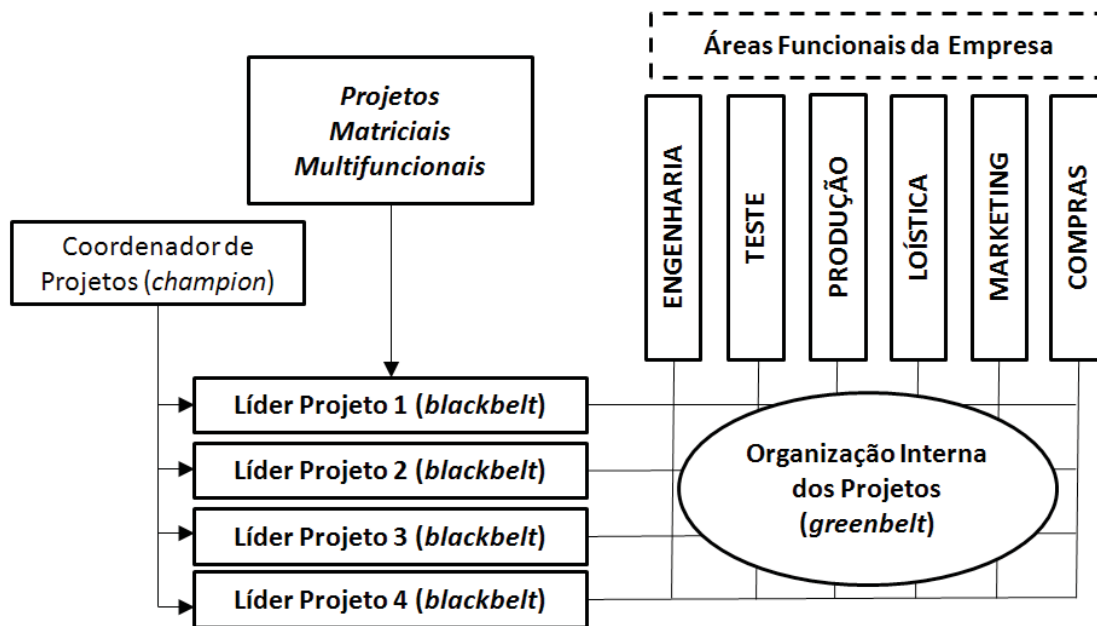 Áreas Funcionais da Empresa
Projetos
Matriciais
Multifuncionais
ENGENHARIA
TESTE
PRODUÇÃO
LOÍSTICA
MARKETING
COMPRAS
Coordenador de
Projetos (champion)
Líder Projeto 1 (blackbelt)
Líder Projeto 2 (blackbelt)
Líder Projeto 3 (blackbelt)
Líder Projeto 4 (blackbelt)
Organização Interna
dos Projetos
(greenbelt)